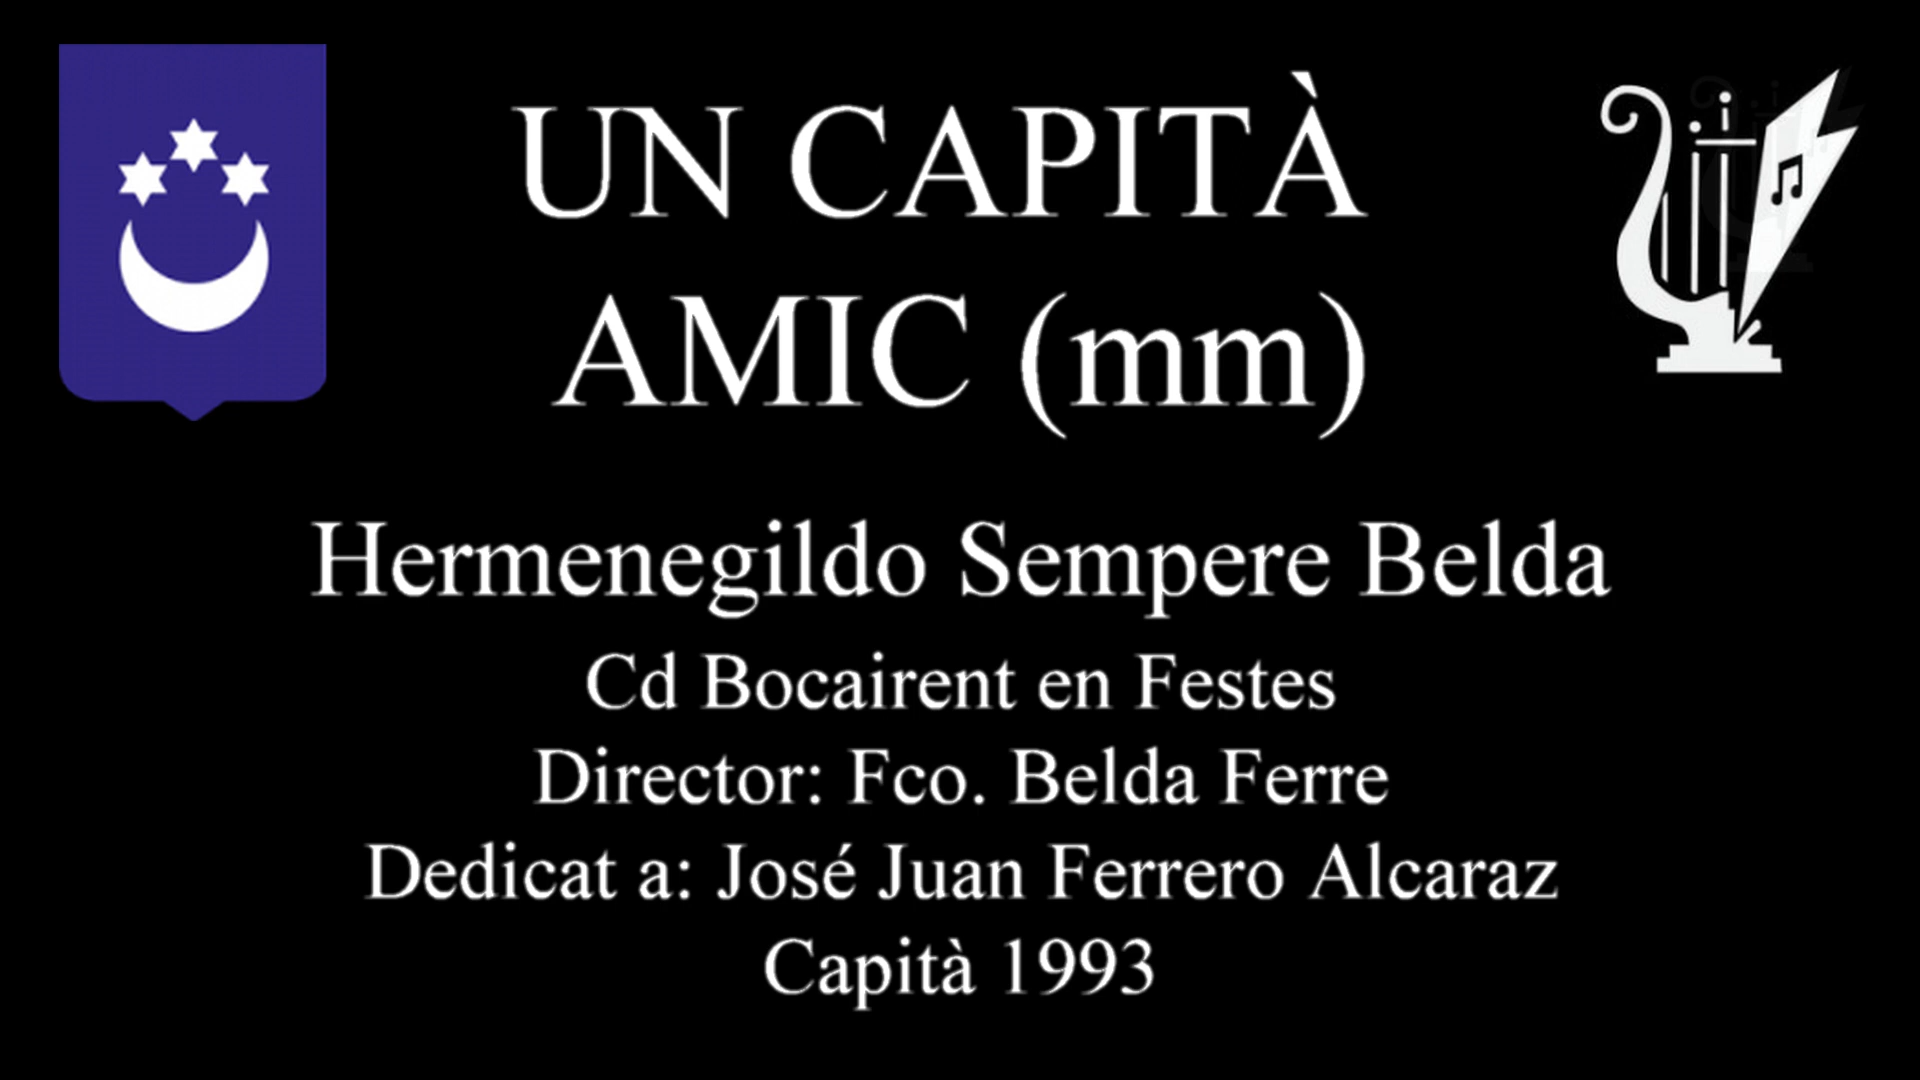 UN CAPITÀ
AMIC (mm)
Hermenegildo Sempere Belda
Cd Bocairent en Festes
Director: Fco. Belda Ferre
Dedicat a: José Juan Ferrero Alcaraz
Capità 1993